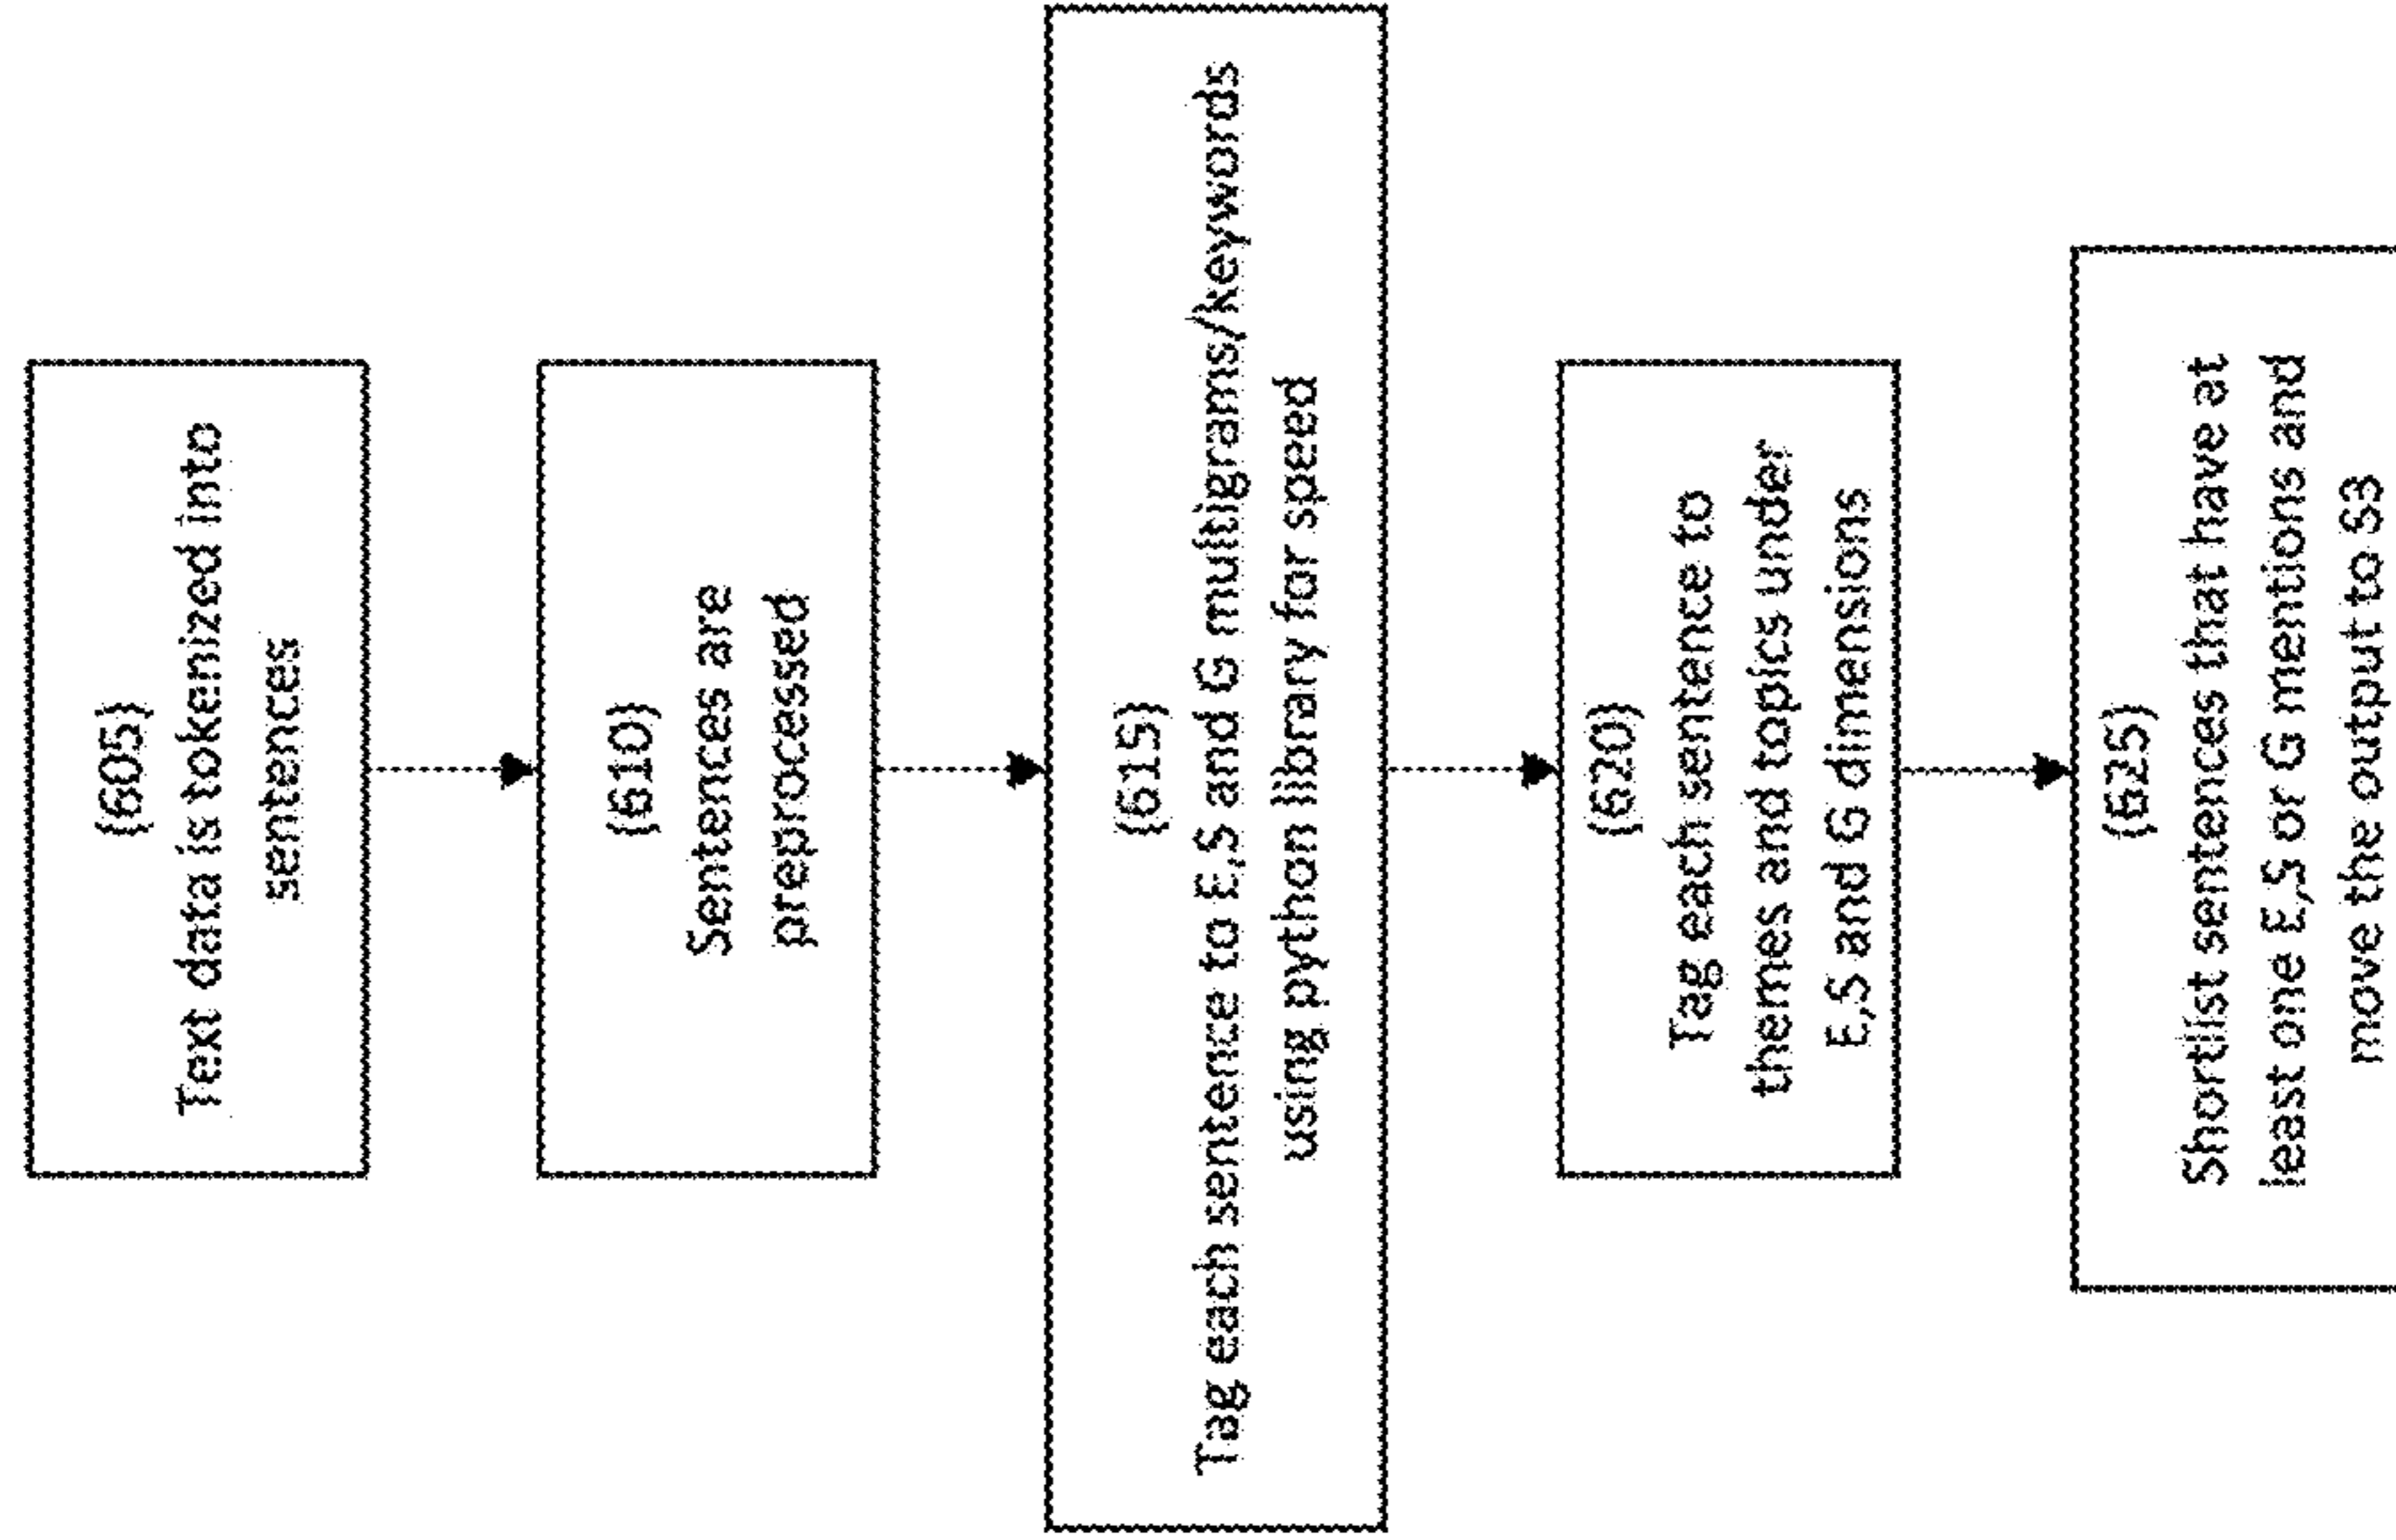 (605)
Text data is tokenized into
sentences
(610)
Sentences are
preprocessed
(615)
Tag each sentence to E,S and G multigrams/keywords
using python library for speed
(620)
Tag each sentence to
themes and topics under
E,S and G dimensions
(625)
Shortlist sentences that have at
least one E,S or G mentions and
move the output to S3